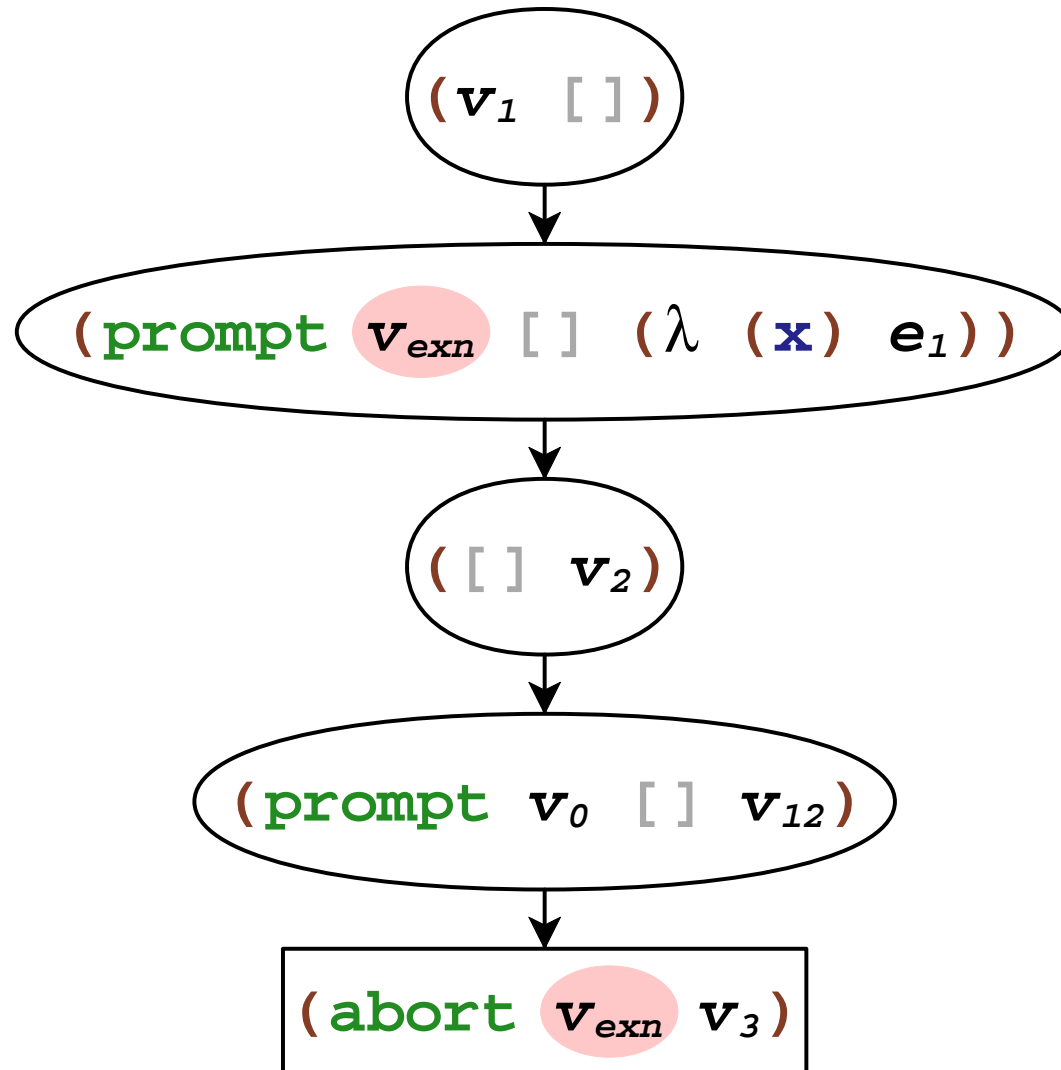 (v₁ [])
(prompt vₑₓₙ [] (λ (x) e₁))
([] v₂)
(prompt v₀ [] v₁₂)
(abort vₑₓₙ v₃)